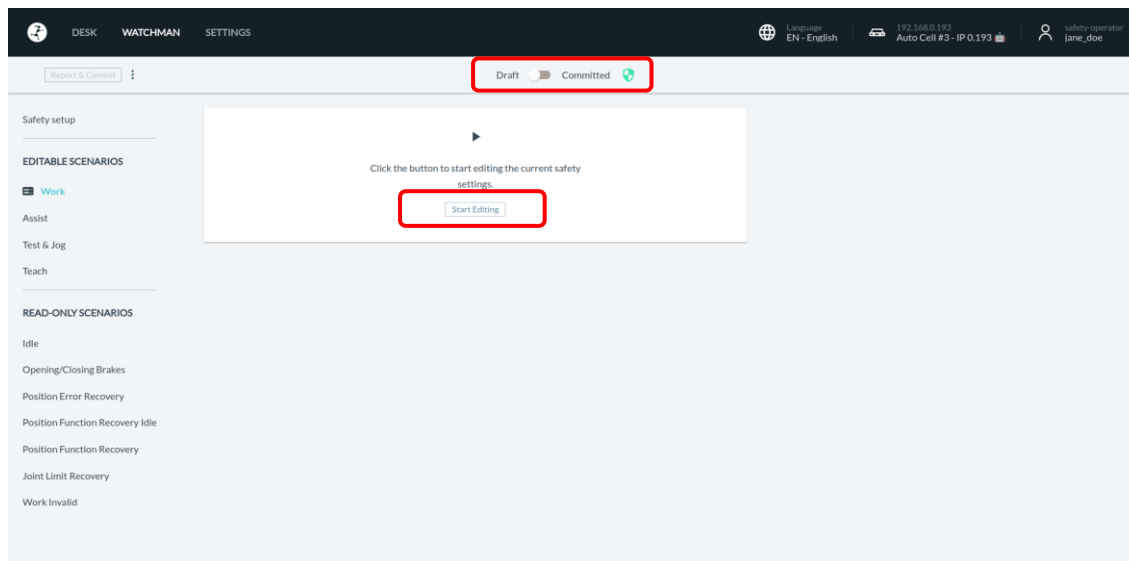 DESK WATCHMAN SETTINGS
Language
EN - English
192.168.0.193
Auto Cell #3 - IP 0.193
safety-operator
jane_doe
Report & Commit
Draft Committed
Safety setup
EDITABLE SCENARIOS
Work
Assist
Test & Jog
Teach
READ-ONLY SCENARIOS
Idle
Opening/Closing Brakes
Position Error Recovery
Position Function Recovery Idle
Position Function Recovery
Joint Limit Recovery
Work Invalid
Click the button to start editing the current safety
settings.
Start Editing